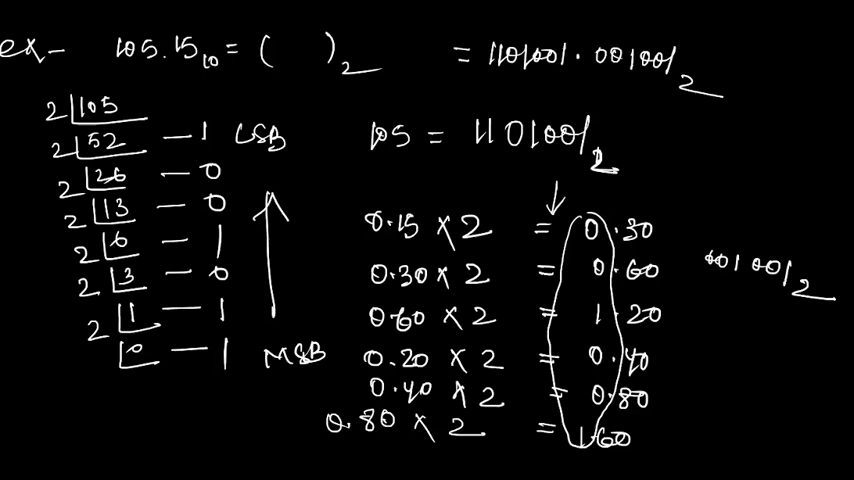 ex- 105.15₁₀ = (    )₂ = 1101001.001001₂
2 105
2 52 — 1 LSB
2 26 — 0
2 13 — 0
2 6 — 1
2 3 — 0
2 1 — 1
0 — 1 MSB
105 = 1101001₂
0.15 × 2 = 0.30
0.30 × 2 = 0.60
0.60 × 2 = 1.20
0.20 × 2 = 0.40
0.40 × 2 = 0.80
0.80 × 2 = 1.60
001001₂